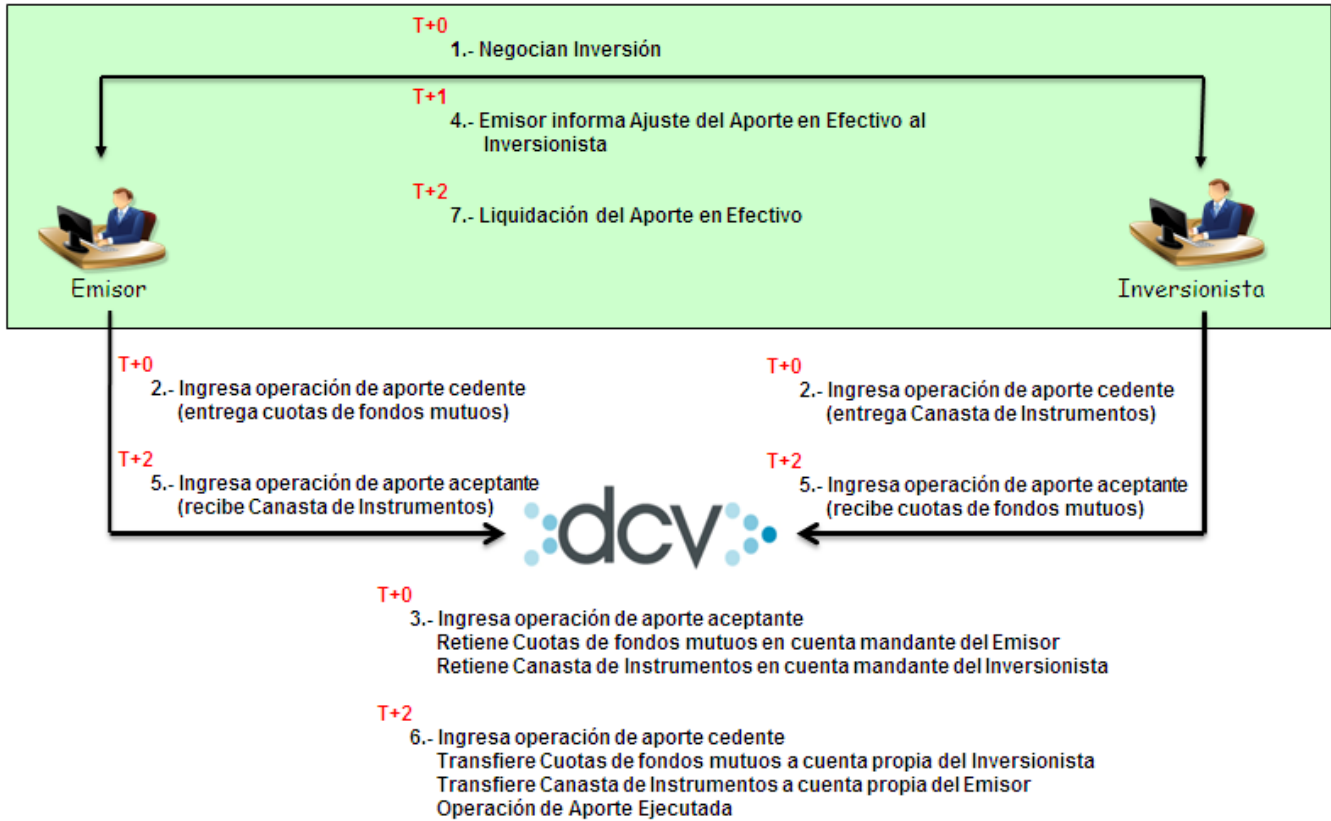 T+0
1.- Negocian Inversión
T+1
4.- Emisor informa Ajuste del Aporte en Efectivo al
Inversionista
T+2
7.- Liquidación del Aporte en Efectivo
Emisor
Inversionista
T+0
2.- Ingresa operación de aporte cedente
(entrega cuotas de fondos mutuos)
T+2
5.- Ingresa operación de aporte aceptante
(recibe Canasta de Instrumentos)
T+0
2.- Ingresa operación de aporte cedente
(entrega Canasta de Instrumentos)
T+2
5.- Ingresa operación de aporte aceptante
(recibe cuotas de fondos mutuos)
dcv
T+0
3.- Ingresa operación de aporte aceptante
Retiene Cuotas de fondos mutuos en cuenta mandante del Emisor
Retiene Canasta de Instrumentos en cuenta mandante del Inversionista
T+2
6.- Ingresa operación de aporte cedente
Transfiere Cuotas de fondos mutuos a cuenta propia del Inversionista
Transfiere Canasta de Instrumentos a cuenta propia del Emisor
Operación de Aporte Ejecutada